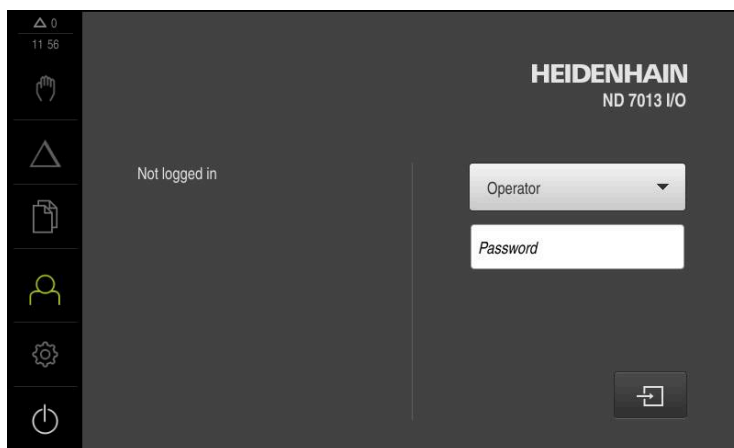 0
11 56
HEIDENHAIN
ND 7013 I/O
Not logged in
Operator
Password